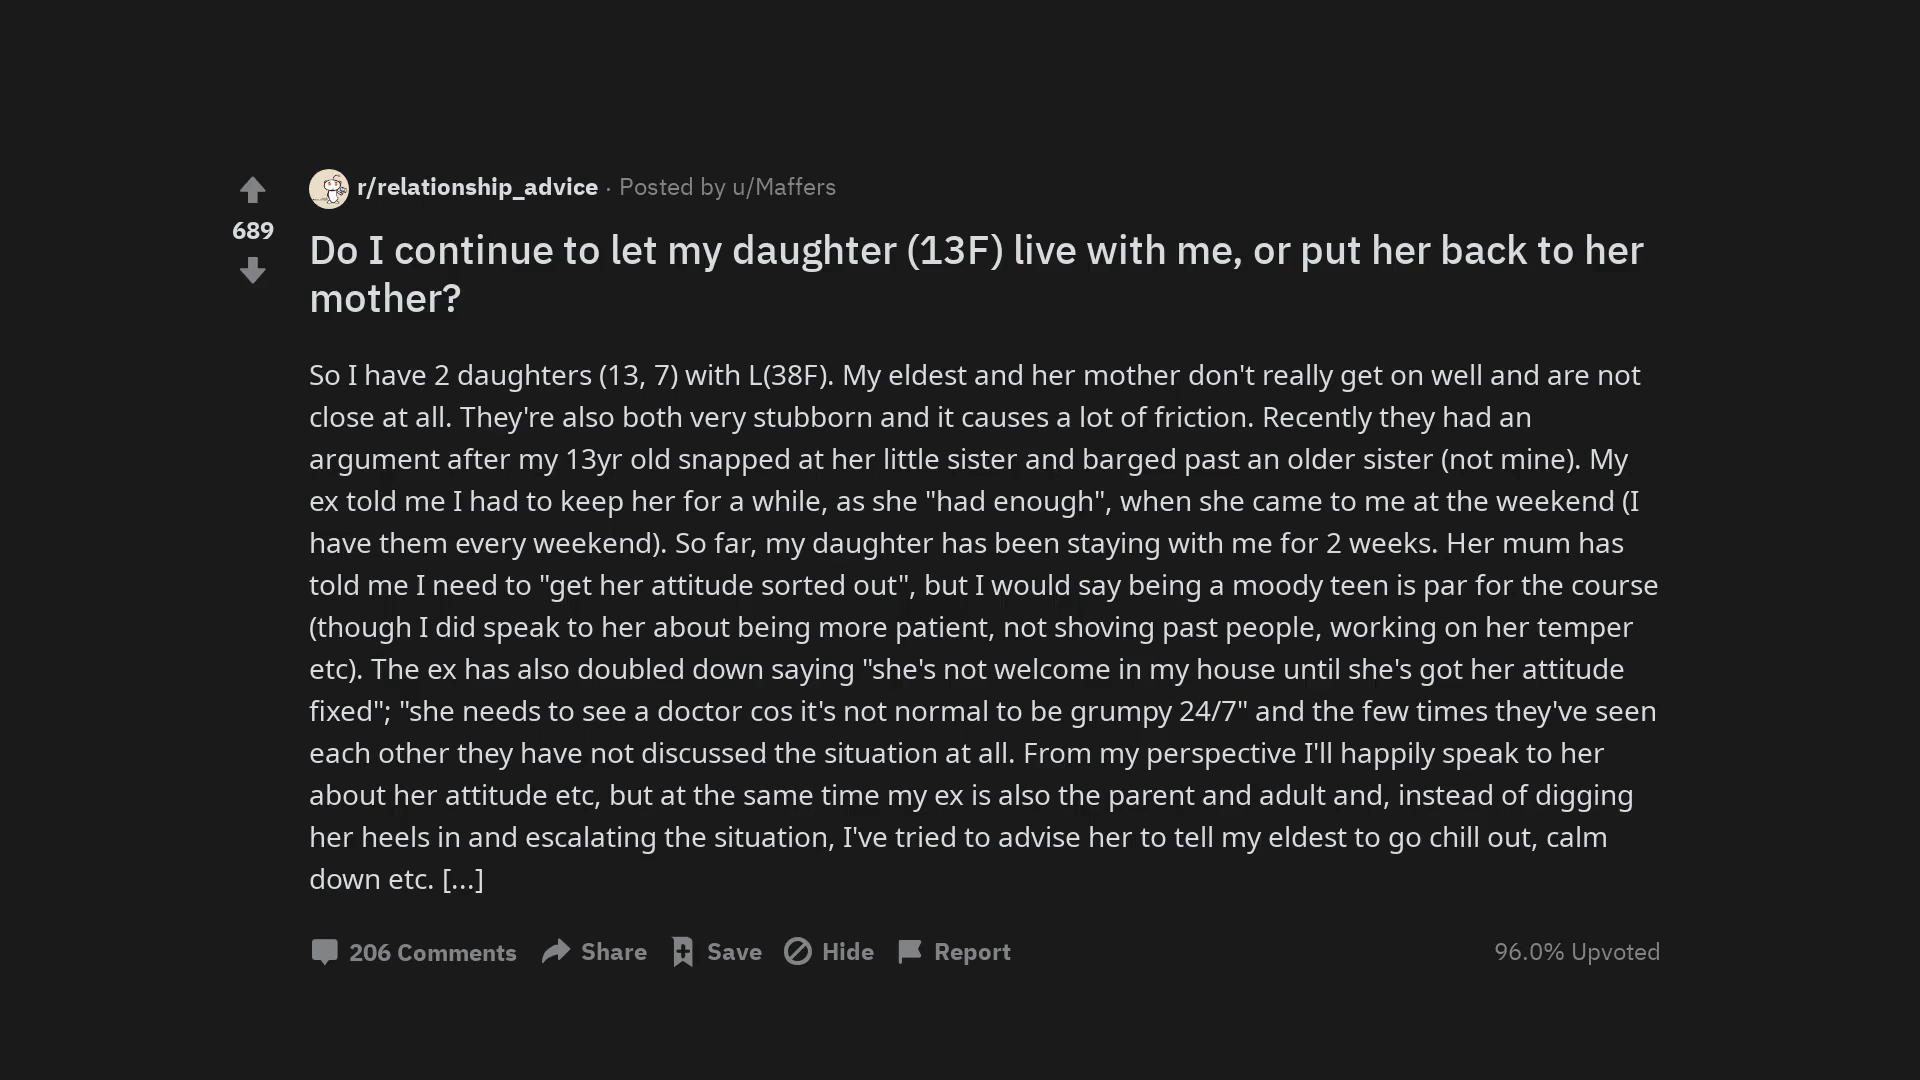 r/relationship_advice · Posted by u/Maffers
689
Do I continue to let my daughter (13F) live with me, or put her back to her
mother?
So I have 2 daughters (13, 7) with L(38F). My eldest and her mother don't really get on well and are not
close at all. They're also both very stubborn and it causes a lot of friction. Recently they had an
argument after my 13yr old snapped at her little sister and barged past an older sister (not mine). My
ex told me I had to keep her for a while, as she "had enough", when she came to me at the weekend (I
have them every weekend). So far, my daughter has been staying with me for 2 weeks. Her mum has
told me I need to "get her attitude sorted out", but I would say being a moody teen is par for the course
(though I did speak to her about being more patient, not shoving past people, working on her temper
etc). The ex has also doubled down saying "she's not welcome in my house until she's got her attitude
fixed"; "she needs to see a doctor cos it's not normal to be grumpy 24/7" and the few times they've seen
each other they have not discussed the situation at all. From my perspective I'll happily speak to her
about her attitude etc, but at the same time my ex is also the parent and adult and, instead of digging
her heels in and escalating the situation, I've tried to advise her to tell my eldest to go chill out, calm
down etc. [...]
206 Comments Share Save Hide Report 96.0% Upvoted